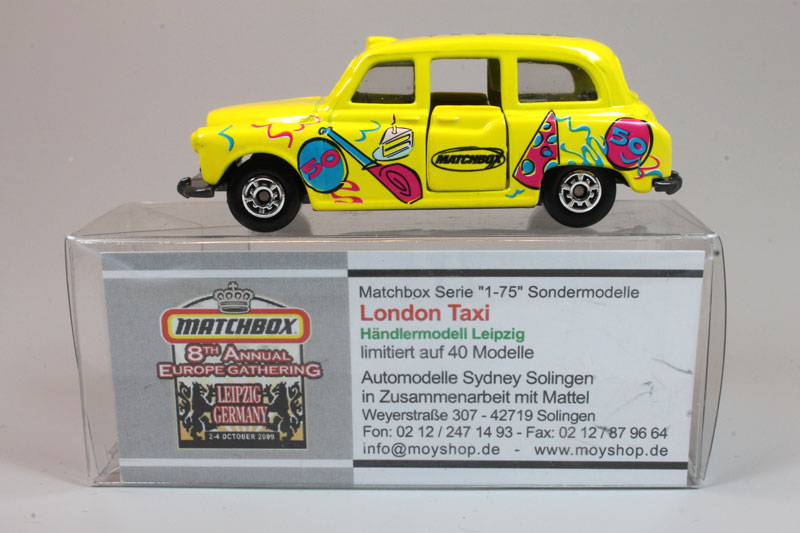 50
MATCHBOX
50
MATCHBOX
8TH ANNUAL
EUROPE GATHERING
LEIPZIG
GERMANY
2-4 OCTOBER 2009
Matchbox Serie "1-75" Sondermodelle
London Taxi
Händlermodell Leipzig
limitiert auf 40 Modelle
Automodelle Sydney Solingen
in Zusammenarbeit mit Mattel
Weyerstraße 307 - 42719 Solingen
Fon: 02 12 / 247 14 93 - Fax: 02 12 / 87 96 64
info@moyshop.de - www.moyshop.de